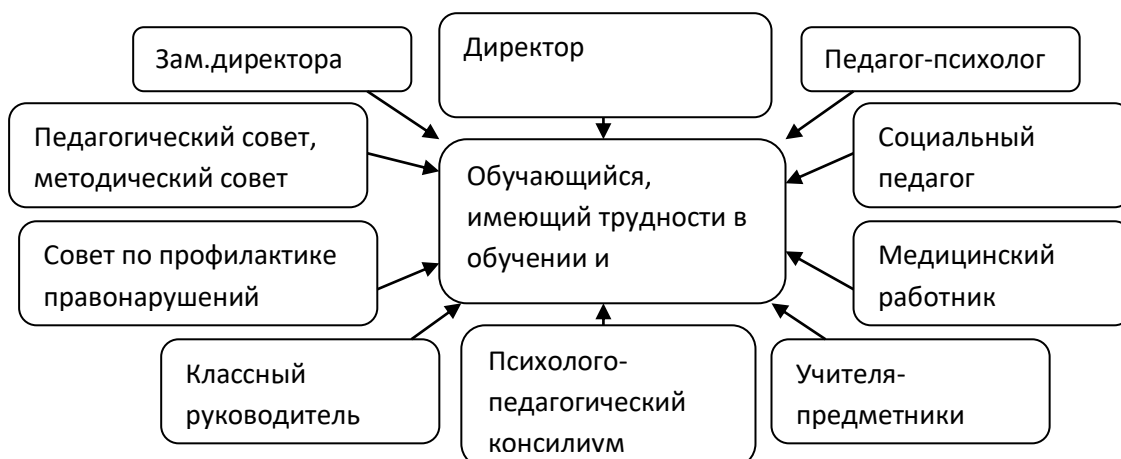 Зам.директора
Директор
Педагог-психолог
Педагогический совет,
методический совет
Обучающийся,
имеющий трудности в
обучении и
Социальный
педагог
Совет по профилактике
правонарушений
Медицинский
работник
Классный
руководитель
Психолого-
педагогический
консилиум
Учителя-
предметники